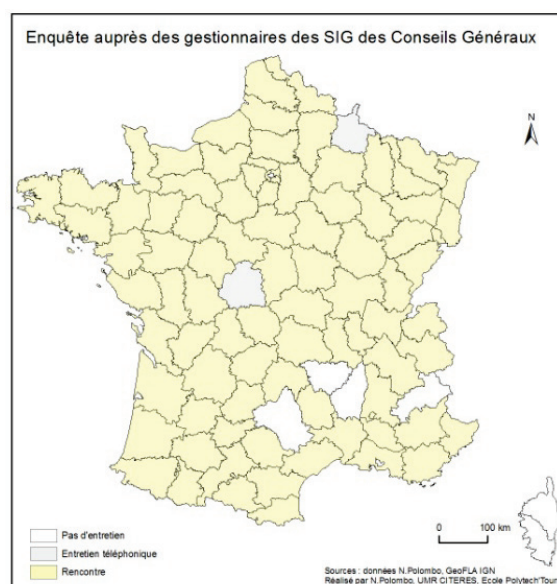 Enquête auprès des gestionnaires des SIG des Conseils Généraux
N
Pas d'entretien
Entretien téléphonique
Rencontre
0 100 km
Sources : données N.Polombo, GeoFLA IGN
Réalisé par N.Polombo, UMR CITERES, Ecole Polytech'Tours